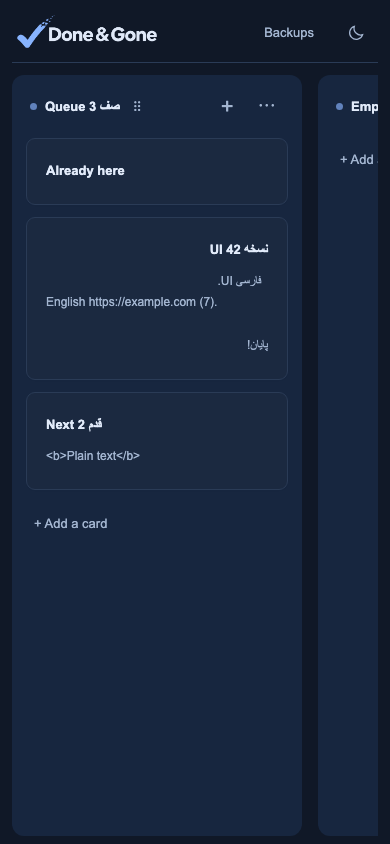 Done & Gone
Backups
Queue 3 صف
Already here
نسخه 42 UI
فارسی UI.
English https://example.com (7).
پایان!
Next 2 قدم
<b>Plain text</b>
+ Add a card
Emp
+ Add